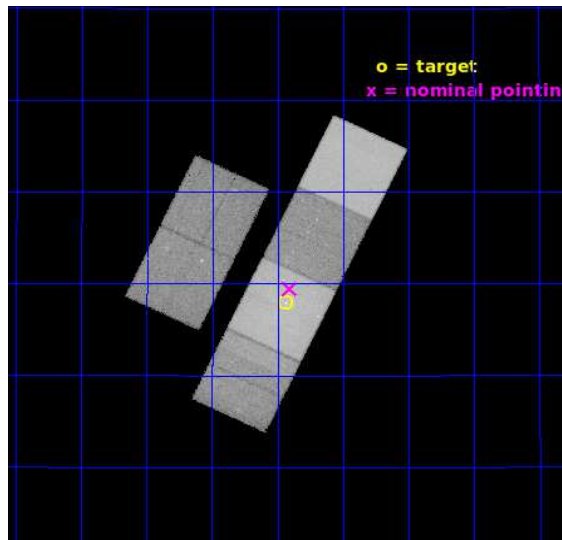 o = target
x = nominal pointin